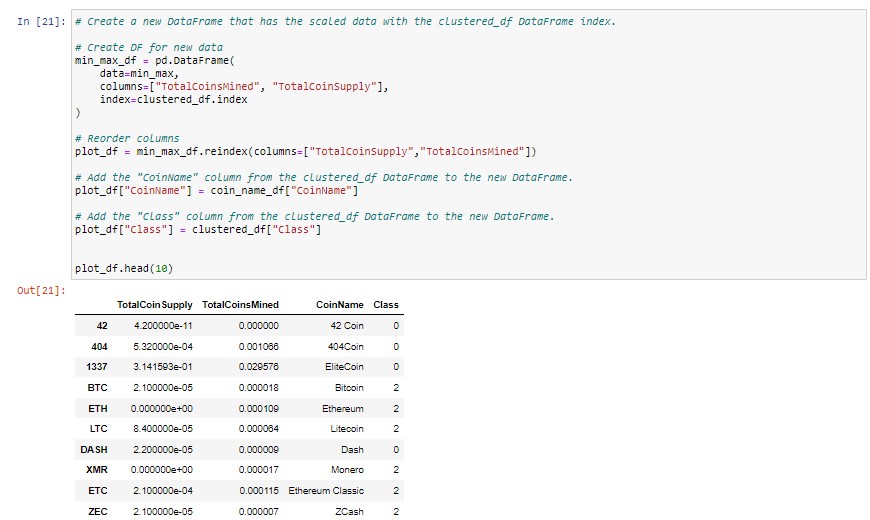 In [21]: # Create a new DataFrame that has the scaled data with the clustered_df DataFrame index.
# Create DF for new data
min_max_df = pd.DataFrame(
    data=min_max,
    columns=["TotalCoinsMined", "TotalCoinSupply"],
    index=clustered_df.index
)
# Reorder columns
plot_df = min_max_df.reindex(columns=["TotalCoinSupply","TotalCoinsMined"])
# Add the "CoinName" column from the clustered_df DataFrame to the new DataFrame.
plot_df["CoinName"] = coin_name_df["CoinName"]
# Add the "Class" column from the clustered_df DataFrame to the new DataFrame.
plot_df["Class"] = clustered_df["Class"]
plot_df.head(10)
Out[21]:
TotalCoinSupply TotalCoinsMined CoinName Class
42 4.200000e-11 0.000000 42 Coin 0
404 5.320000e-04 0.001066 404Coin 0
1337 3.141593e-01 0.029576 EliteCoin 0
BTC 2.100000e-05 0.000018 Bitcoin 2
ETH 0.000000e+00 0.000109 Ethereum 2
LTC 8.400000e-05 0.000064 Litecoin 2
DASH 2.200000e-05 0.000009 Dash 0
XMR 0.000000e+00 0.000017 Monero 2
ETC 2.100000e-04 0.000115 Ethereum Classic 2
ZEC 2.100000e-05 0.000007 ZCash 2